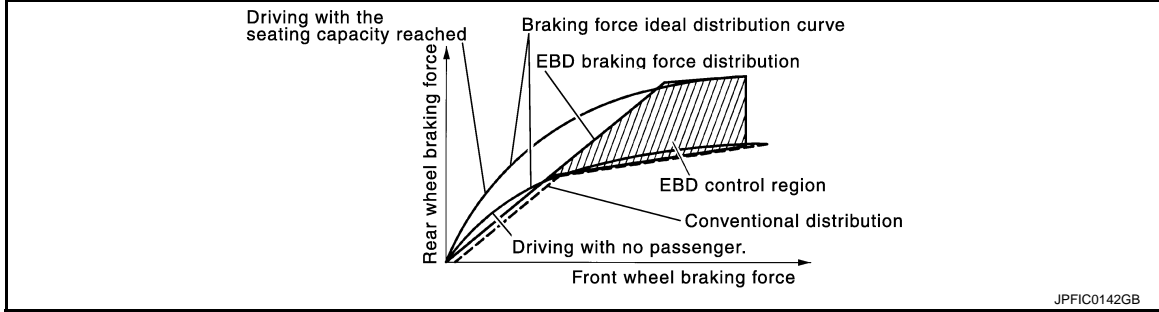 Driving with the
seating capacity reached
Braking force ideal distribution curve
EBD braking force distribution
Rear wheel braking force
EBD control region
Conventional distribution
Driving with no passenger.
Front wheel braking force
JPFIC0142GB